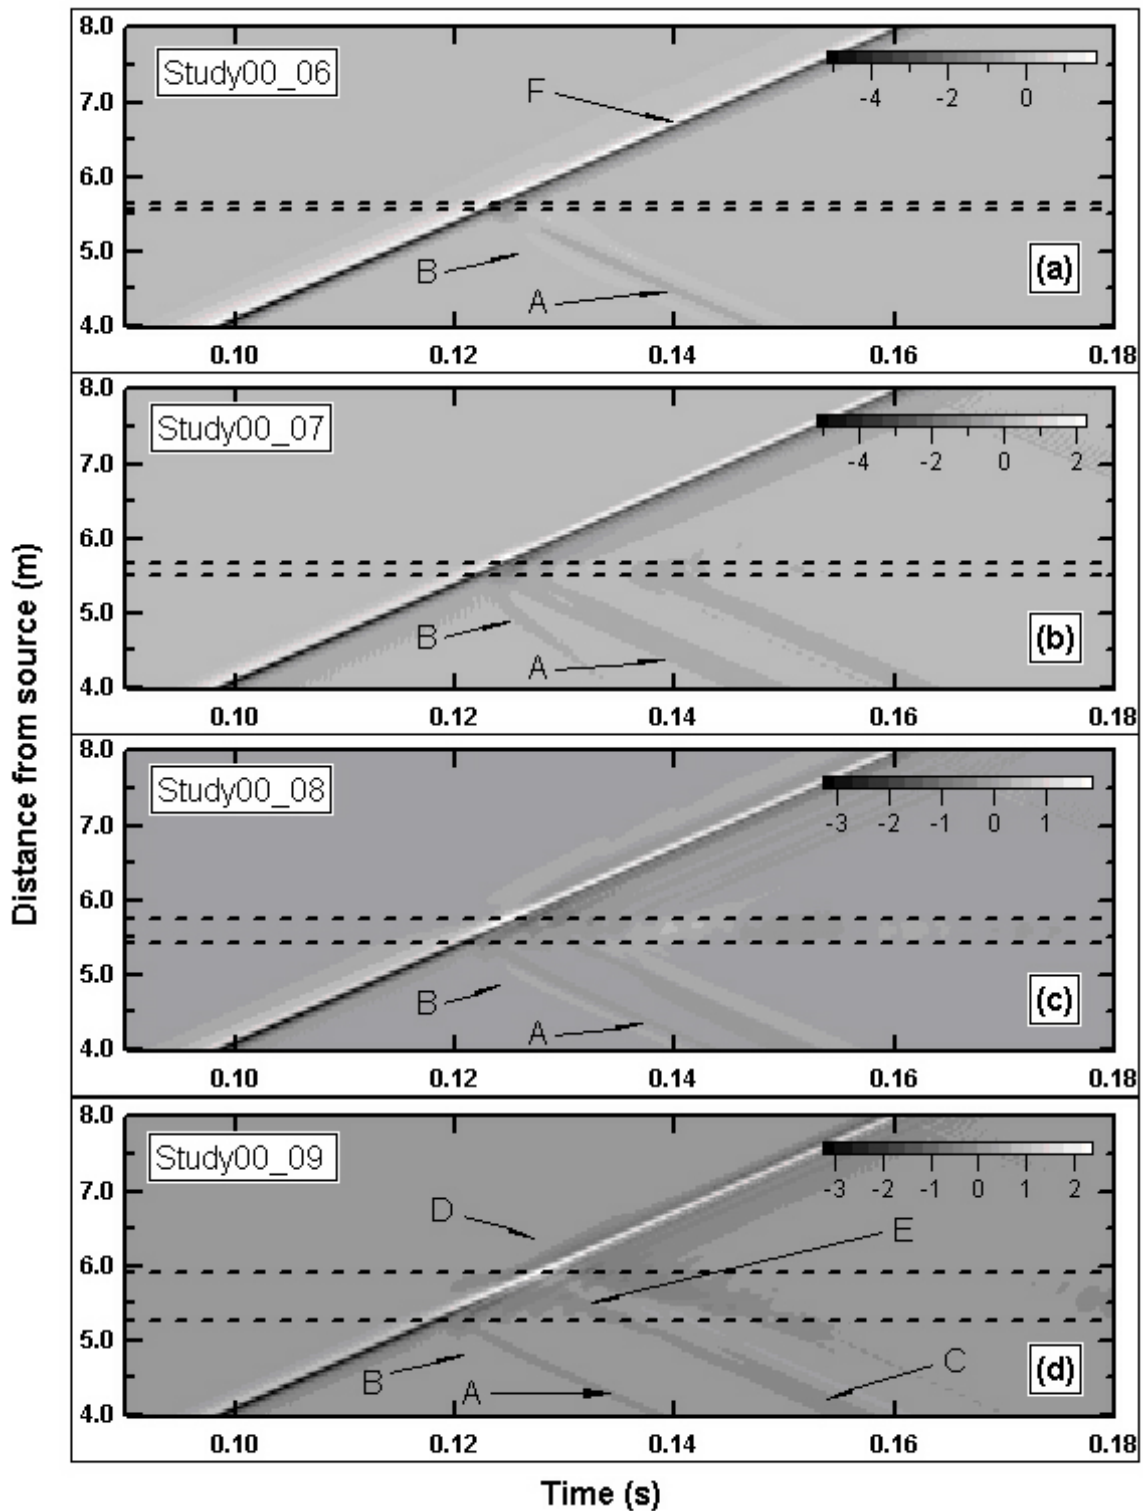 Distance from source (m)
8.0
7.0
6.0
5.0
4.0
Study00_06
F
B
A
-4 -2 0
(a)
0.10 0.12 0.14 0.16 0.18
8.0
7.0
6.0
5.0
4.0
Study00_07
B
A
-4 -2 0 2
(b)
0.10 0.12 0.14 0.16 0.18
8.0
7.0
6.0
5.0
4.0
Study00_08
B
A
-3 -2 -1 0 1
(c)
0.10 0.12 0.14 0.16 0.18
8.0
7.0
6.0
5.0
4.0
Study00_09
-3 -2 -1 0 1 2
D
E
B
A
C
(d)
0.10 0.12 0.14 0.16 0.18
Time (s)